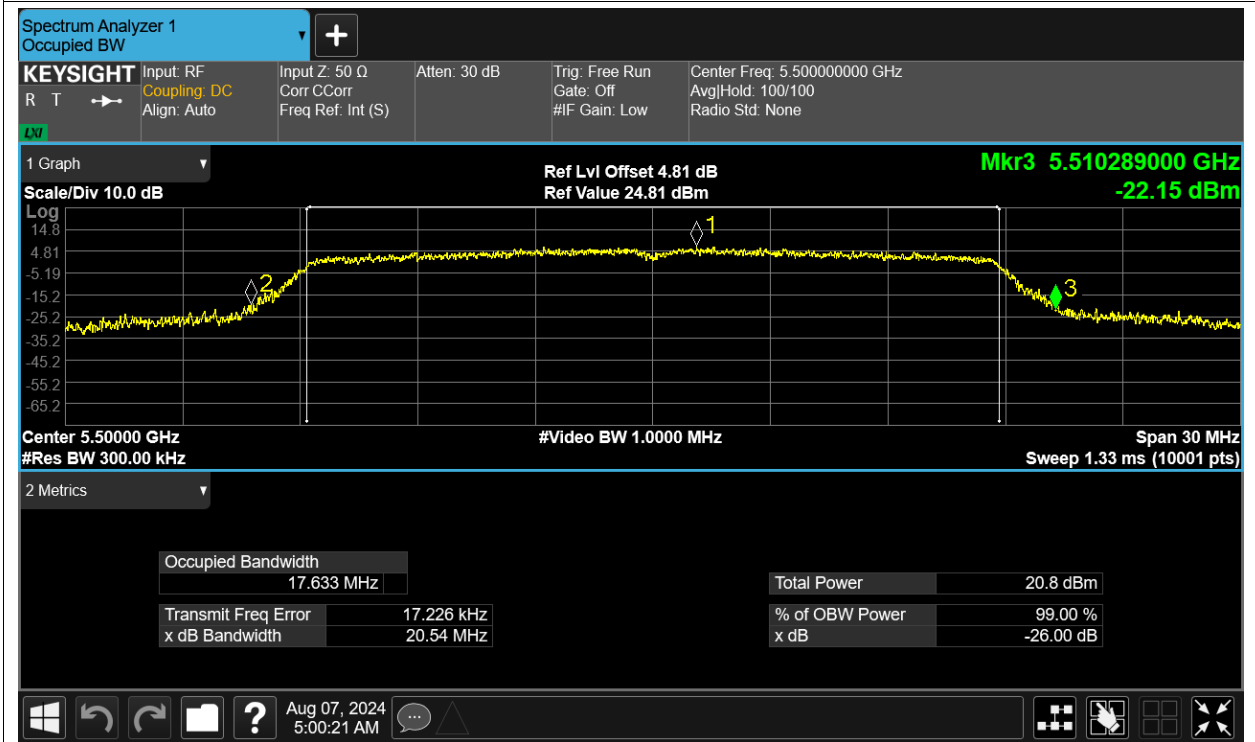 Spectrum Analyzer 1
Occupied BW
KEYSIGHT
R T
LXI
Input: RF
Coupling: DC
Align: Auto
Input Z: 50 Ω
Corr CCorr
Freq Ref: Int (S)
Atten: 30 dB
Trig: Free Run
Gate: Off
#IF Gain: Low
Center Freq: 5.500000000 GHz
Avg|Hold: 100/100
Radio Std: None
1 Graph
Scale/Div 10.0 dB
Ref Lvl Offset 4.81 dB
Ref Value 24.81 dBm
Mkr3 5.510289000 GHz
-22.15 dBm
Log
14.8
4.81
-5.19
-15.2
-25.2
-35.2
-45.2
-55.2
-65.2
1
2
3
Center 5.50000 GHz
#Res BW 300.00 kHz
#Video BW 1.0000 MHz
Span 30 MHz
Sweep 1.33 ms (10001 pts)
2 Metrics
Occupied Bandwidth
17.633 MHz
Transmit Freq Error 17.226 kHz
x dB Bandwidth 20.54 MHz
Total Power 20.8 dBm
% of OBW Power 99.00 %
x dB -26.00 dB
?
Aug 07, 2024
5:00:21 AM